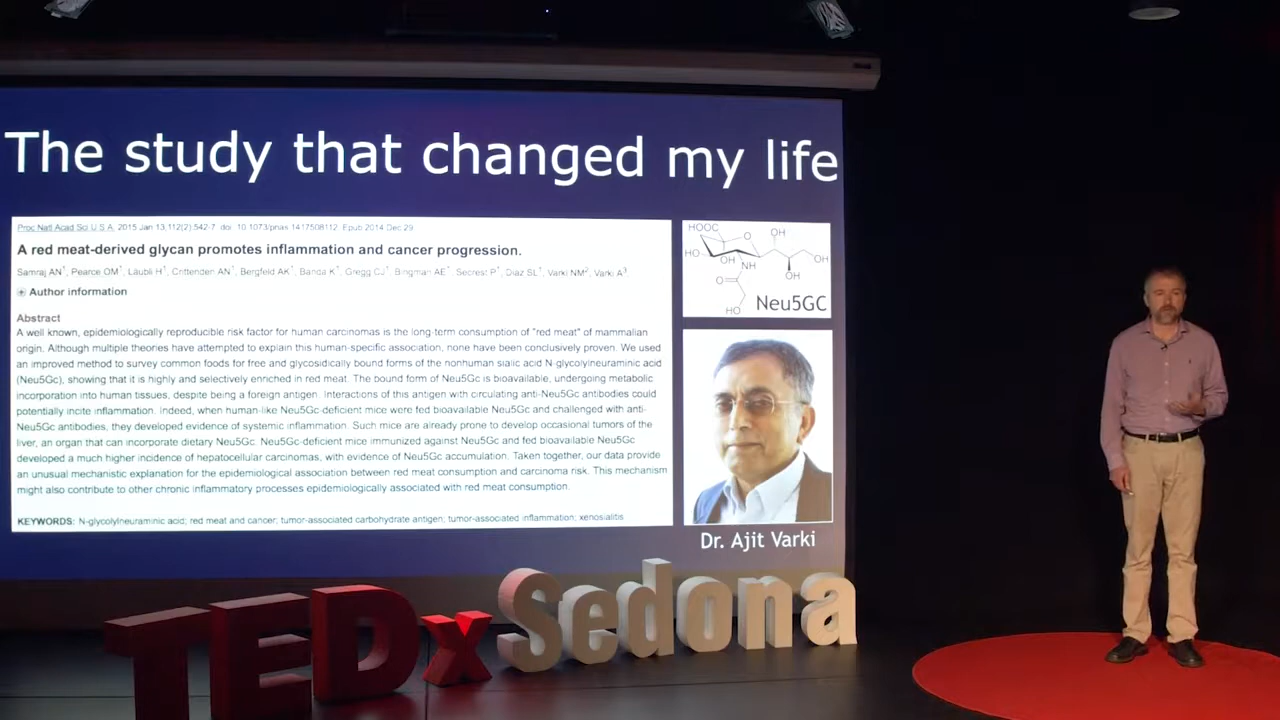 The study that changed my life
Proc Natl Acad Sci U S A. 2015 Jan 13;112(2):542-7. doi: 10.1073/pnas.1417508112. Epub 2014 Dec 29.
A red meat-derived glycan promotes inflammation and cancer progression.
Samraj AN1, Pearce OM1, Läubli H1, Crittenden AN1, Bergfeld AK1, Banda K1, Gregg CJ1, Bingman AE1, Secrest P1, Diaz SL1, Varki NM2, Varki A3.
+ Author information
Abstract
A well known, epidemiologically reproducible risk factor for human carcinomas is the long-term consumption of "red meat" of mammalian
origin. Although multiple theories have attempted to explain this human-specific association, none have been conclusively proven. We used
an improved method to survey common foods for free and glycosidically bound forms of the nonhuman sialic acid N-glycolylneuraminic acid
(Neu5Gc), showing that it is highly and selectively enriched in red meat. The bound form of Neu5Gc is bioavailable, undergoing metabolic
incorporation into human tissues, despite being a foreign antigen. Interactions of this antigen with circulating anti-Neu5Gc antibodies could
potentially incite inflammation. Indeed, when human-like Neu5Gc-deficient mice were fed bioavailable Neu5Gc and challenged with anti-
Neu5Gc antibodies, they developed evidence of systemic inflammation. Such mice are already prone to develop occasional tumors of the
liver, an organ that can incorporate dietary Neu5Gc. Neu5Gc-deficient mice immunized against Neu5Gc and fed bioavailable Neu5Gc
developed a much higher incidence of hepatocellular carcinomas, with evidence of Neu5Gc accumulation. Taken together, our data provide
an unusual mechanistic explanation for the epidemiological association between red meat consumption and carcinoma risk. This mechanism
might also contribute to other chronic inflammatory processes epidemiologically associated with red meat consumption.
KEYWORDS: N-glycolylneuraminic acid; red meat and cancer; tumor-associated carbohydrate antigen; tumor-associated inflammation; xenosialitis
HOOC
O
OH
HO
OH
NH
OH
OH
O
HO
Neu5GC
Dr. Ajit Varki
TEDxSedona